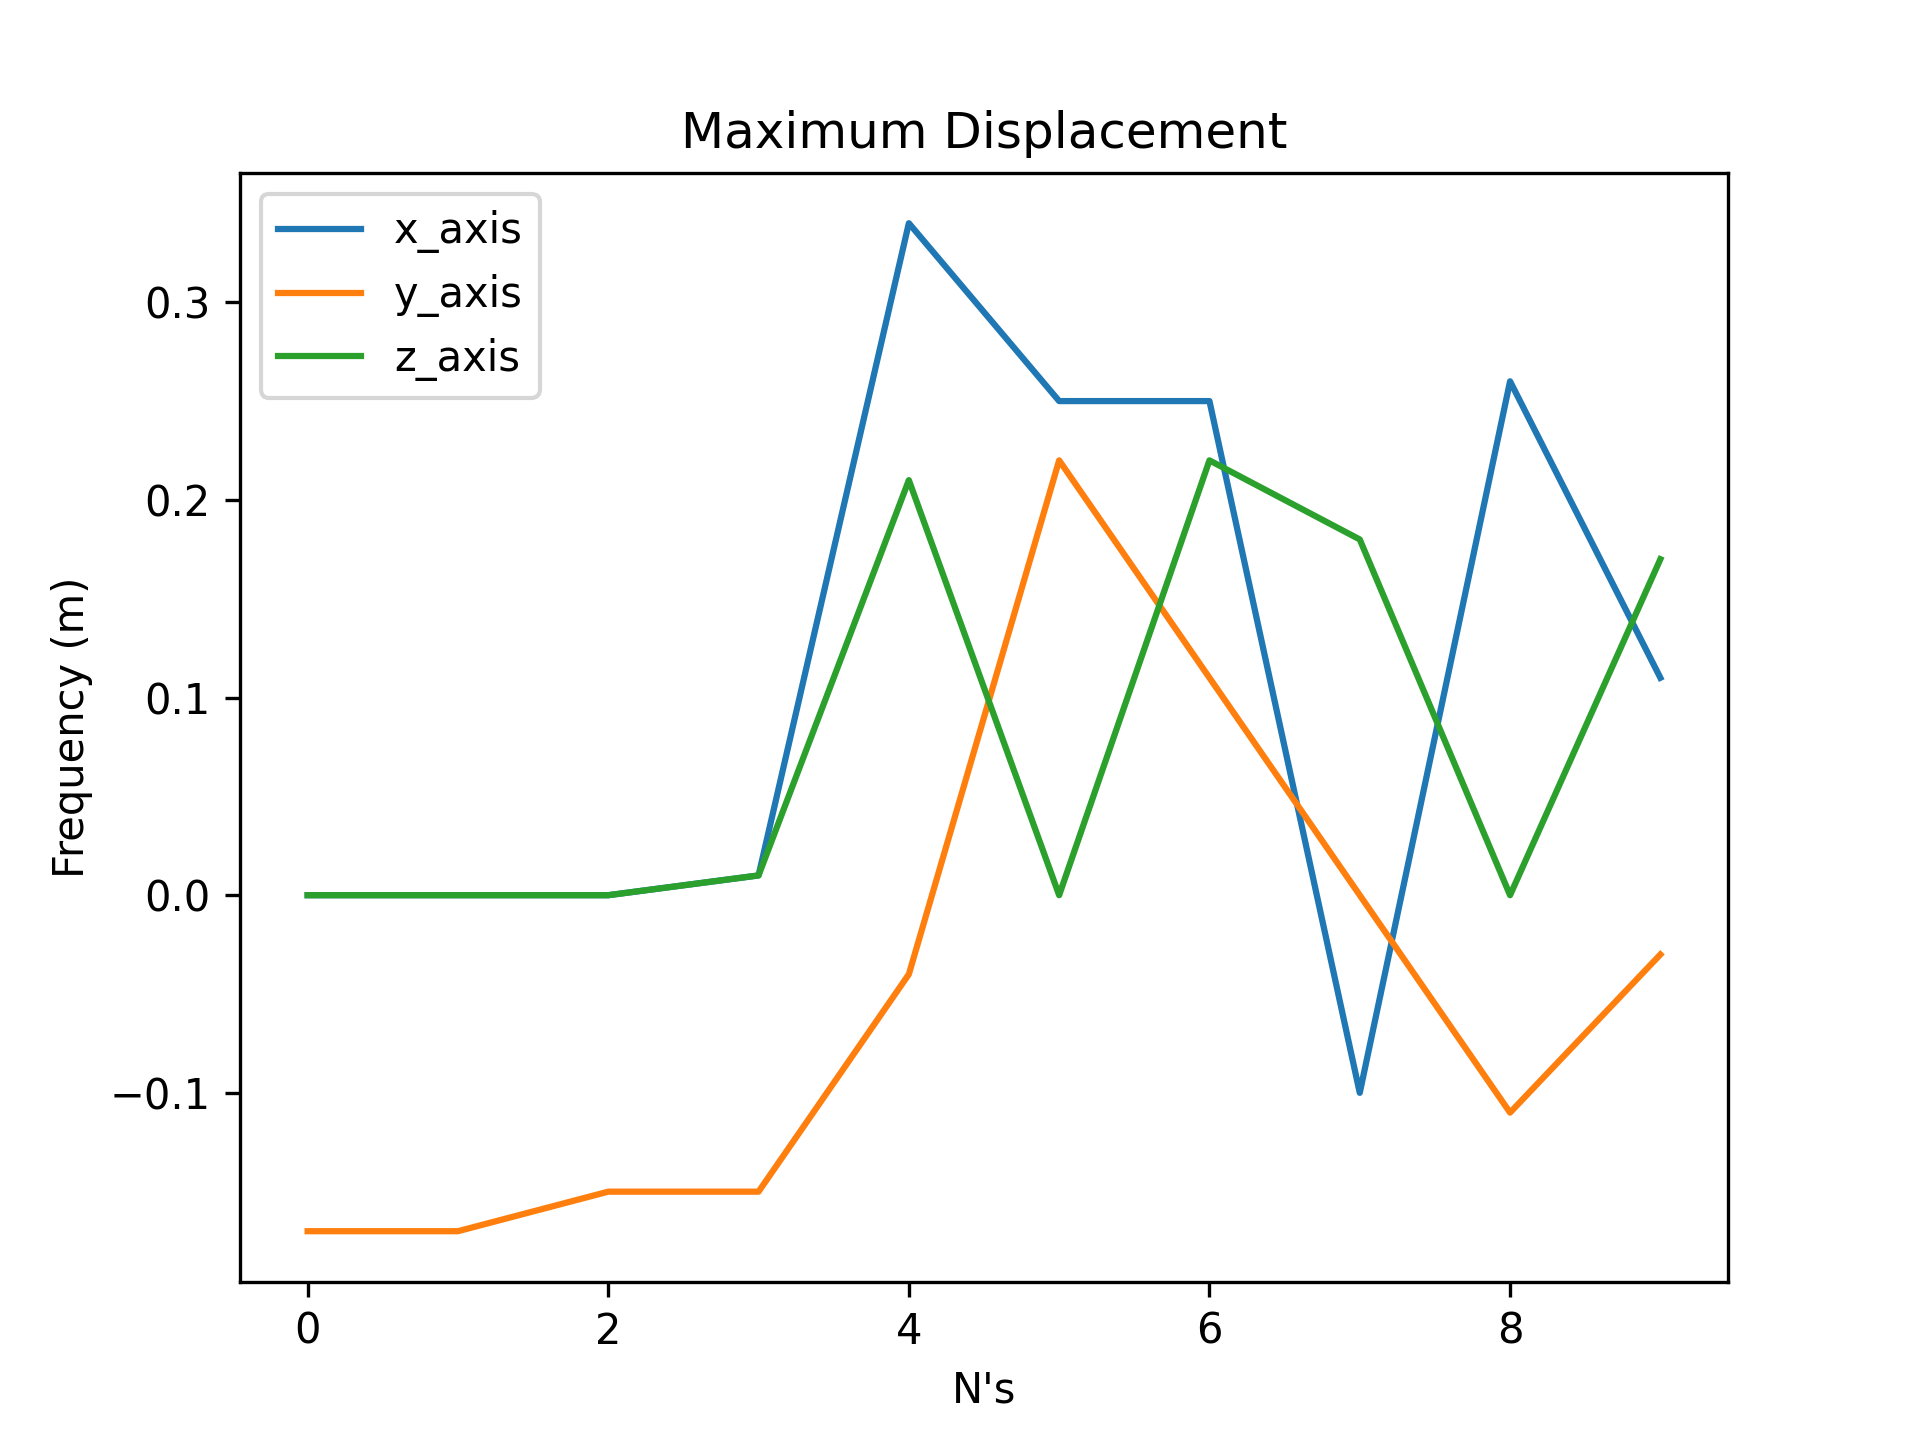 Maximum Displacement
x_axis
y_axis
z_axis
Frequency (m)
0.3
0.2
0.1
0.0
−0.1
0 2 4 6 8
N's